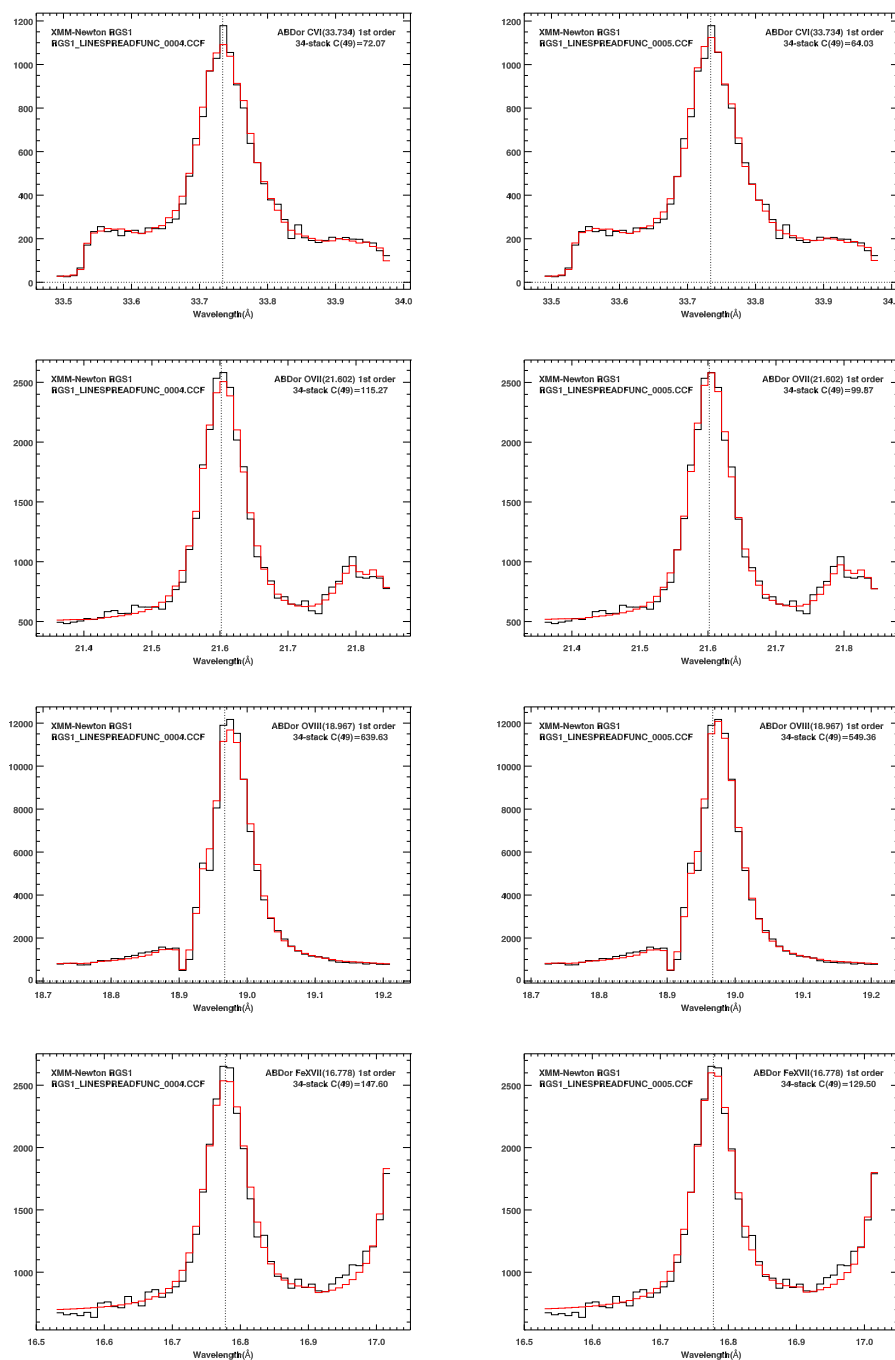 1200
1000
800
600
400
200
0
XMM-Newton RGS1
RGS1_LINESPREADFUNC_0004.CCF
ABDor CVI(33.734) 1st order
34-stack C(49)=72.07
33.5 33.6 33.7 33.8 33.9 34.0
Wavelength(Å)
1200
1000
800
600
400
200
0
XMM-Newton RGS1
RGS1_LINESPREADFUNC_0005.CCF
ABDor CVI(33.734) 1st order
34-stack C(49)=64.03
33.5 33.6 33.7 33.8 33.9 34.
Wavelength(Å)
2500
2000
1500
1000
500
XMM-Newton RGS1
RGS1_LINESPREADFUNC_0004.CCF
ABDor OVII(21.602) 1st order
34-stack C(49)=115.27
21.4 21.5 21.6 21.7 21.8
Wavelength(Å)
2500
2000
1500
1000
500
XMM-Newton RGS1
RGS1_LINESPREADFUNC_0005.CCF
ABDor OVII(21.602) 1st order
34-stack C(49)=99.87
21.4 21.5 21.6 21.7 21.8
Wavelength(Å)
12000
10000
8000
6000
4000
2000
0
XMM-Newton RGS1
RGS1_LINESPREADFUNC_0004.CCF
ABDor OVIII(18.967) 1st order
34-stack C(49)=639.63
18.7 18.8 18.9 19.0 19.1 19.2
Wavelength(Å)
12000
10000
8000
6000
4000
2000
0
XMM-Newton RGS1
RGS1_LINESPREADFUNC_0005.CCF
ABDor OVIII(18.967) 1st order
34-stack C(49)=549.36
18.7 18.8 18.9 19.0 19.1 19.2
Wavelength(Å)
2500
2000
1500
1000
XMM-Newton RGS1
RGS1_LINESPREADFUNC_0004.CCF
ABDor FeXVII(16.778) 1st order
34-stack C(49)=147.60
16.5 16.6 16.7 16.8 16.9 17.0
Wavelength(Å)
2500
2000
1500
1000
XMM-Newton RGS1
RGS1_LINESPREADFUNC_0005.CCF
ABDor FeXVII(16.778) 1st order
34-stack C(49)=129.50
16.5 16.6 16.7 16.8 16.9 17.0
Wavelength(Å)